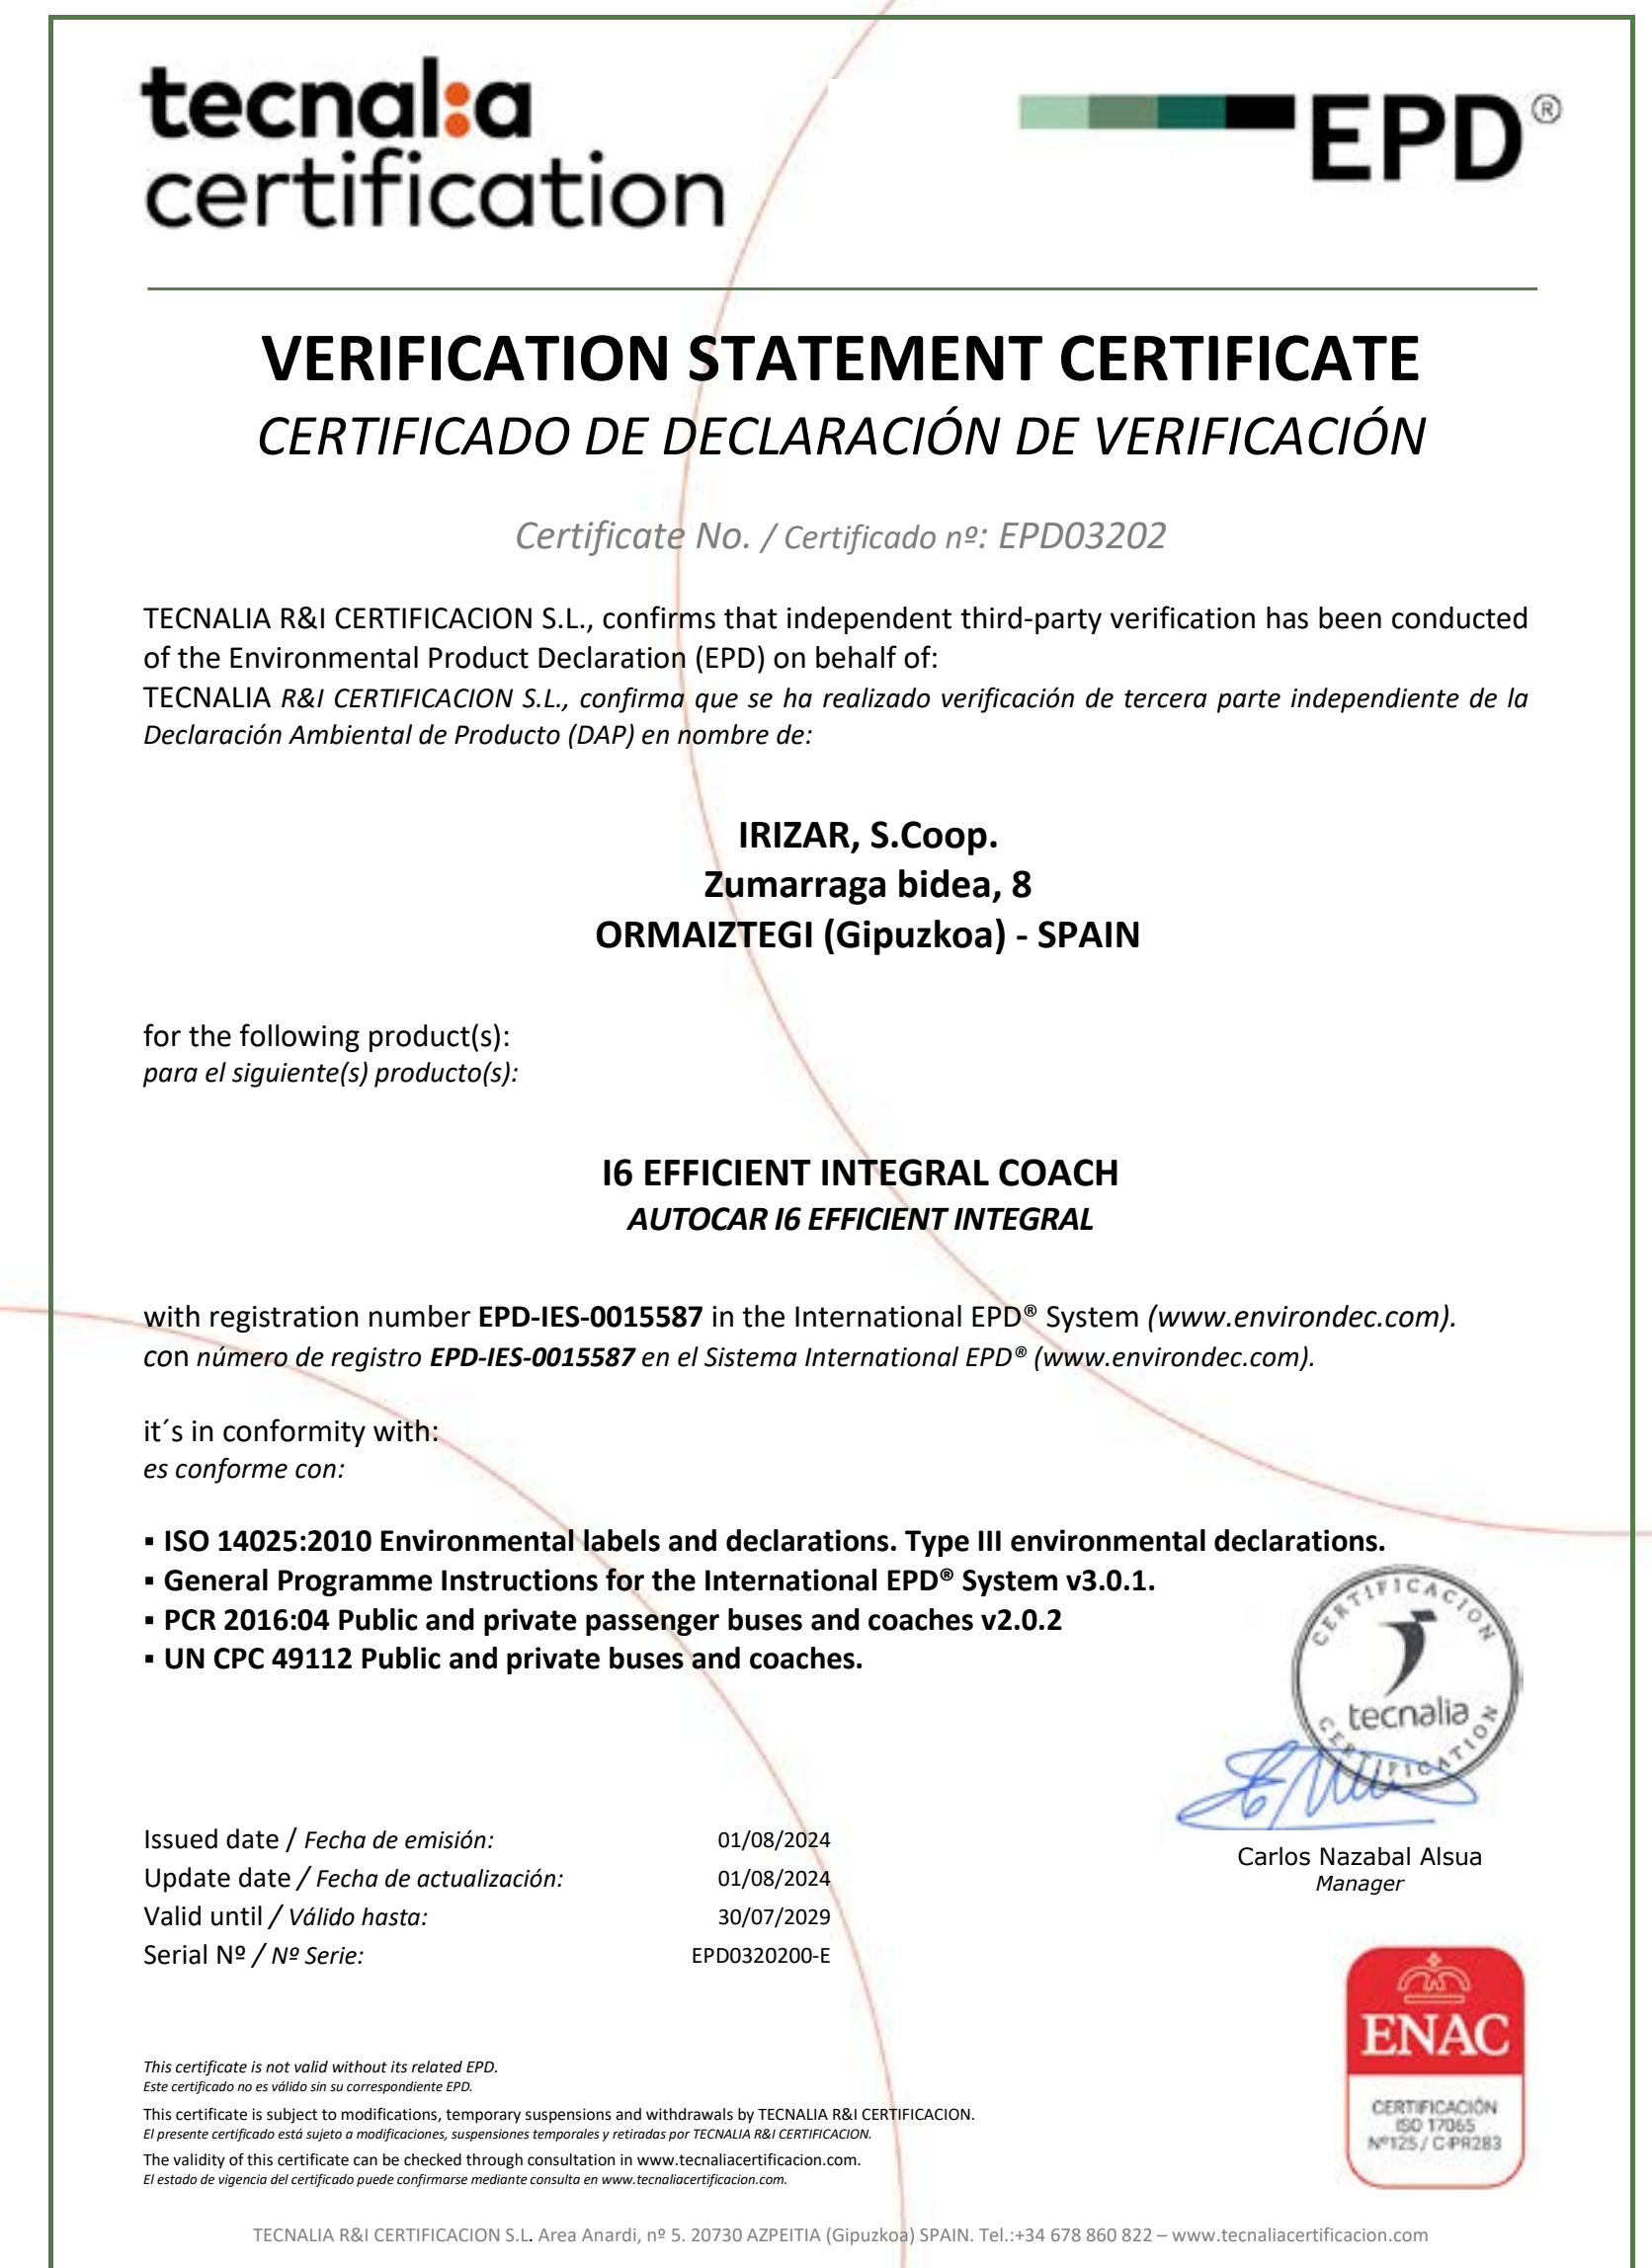 tecnal:a
certification
EPD®
VERIFICATION STATEMENT CERTIFICATE
CERTIFICADO DE DECLARACIÓN DE VERIFICACIÓN
Certificate No. / Certificado nº: EPD03202
TECNALIA R&I CERTIFICACION S.L., confirms that independent third-party verification has been conducted
of the Environmental Product Declaration (EPD) on behalf of:
TECNALIA R&I CERTIFICACION S.L., confirma que se ha realizado verificación de tercera parte independiente de la
Declaración Ambiental de Producto (DAP) en nombre de:
IRIZAR, S.Coop.
Zumarraga bidea, 8
ORMAIZTEGI (Gipuzkoa) - SPAIN
for the following product(s):
para el siguiente(s) producto(s):
I6 EFFICIENT INTEGRAL COACH
AUTOCAR I6 EFFICIENT INTEGRAL
with registration number EPD-IES-0015587 in the International EPD® System (www.environdec.com).
con número de registro EPD-IES-0015587 en el Sistema International EPD® (www.environdec.com).
it´s in conformity with:
es conforme con:
▪ ISO 14025:2010 Environmental labels and declarations. Type III environmental declarations.
▪ General Programme Instructions for the International EPD® System v3.0.1.
▪ PCR 2016:04 Public and private passenger buses and coaches v2.0.2
▪ UN CPC 49112 Public and private buses and coaches.
CERTIFICACION
tecnalia
CERTIFICATION
Issued date / Fecha de emisión: 01/08/2024
Update date / Fecha de actualización: 01/08/2024
Valid until / Válido hasta: 30/07/2029
Serial Nº / Nº Serie: EPD0320200-E
Carlos Nazabal Alsua
Manager
ENAC
CERTIFICACIÓN
ISO 17065
Nº125 / C-PR283
This certificate is not valid without its related EPD.
Este certificado no es válido sin su correspondiente EPD.
This certificate is subject to modifications, temporary suspensions and withdrawals by TECNALIA R&I CERTIFICACION.
El presente certificado está sujeto a modificaciones, suspensiones temporales y retiradas por TECNALIA R&I CERTIFICACION.
The validity of this certificate can be checked through consultation in www.tecnaliacertificacion.com.
El estado de vigencia del certificado puede confirmarse mediante consulta en www.tecnaliacertificacion.com.
TECNALIA R&I CERTIFICACION S.L. Area Anardi, nº 5. 20730 AZPEITIA (Gipuzkoa) SPAIN. Tel.:+34 678 860 822 – www.tecnaliacertificacion.com